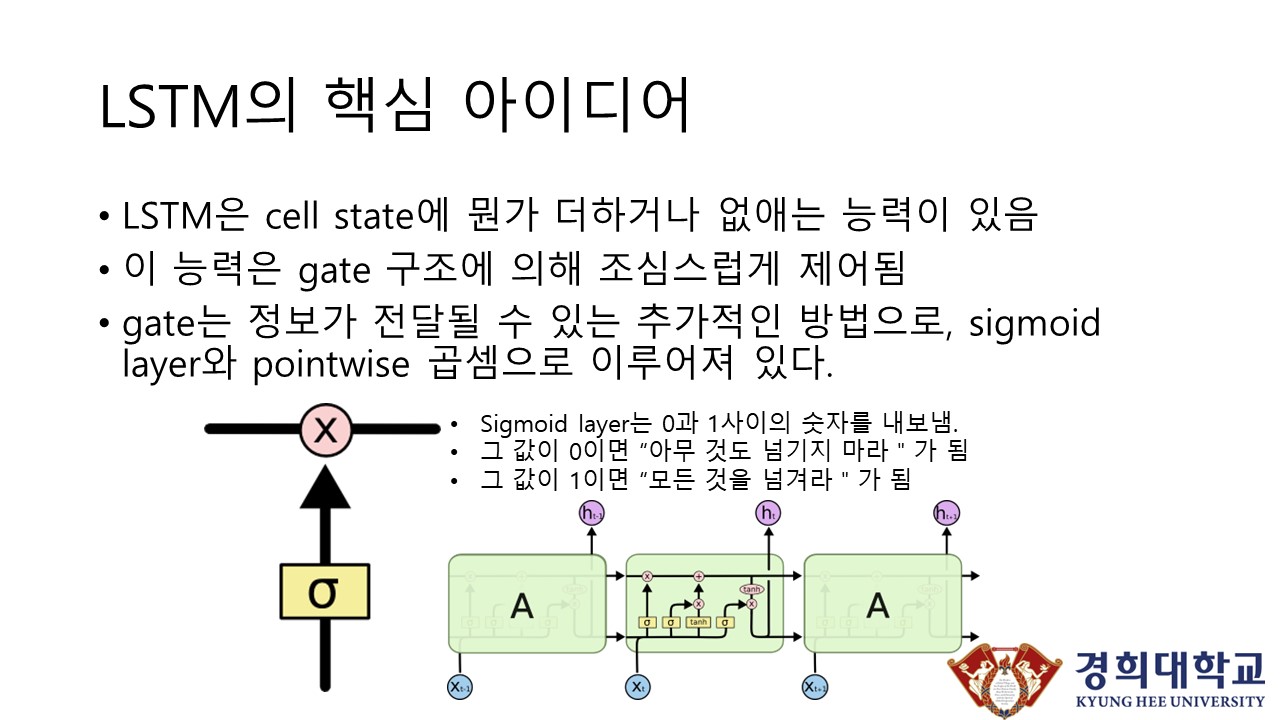 LSTM의 핵심 아이디어
• LSTM은 cell state에 뭔가 더하거나 없애는 능력이 있음
• 이 능력은 gate 구조에 의해 조심스럽게 제어됨
• gate는 정보가 전달될 수 있는 추가적인 방법으로, sigmoid
layer와 pointwise 곱셈으로 이루어져 있다.
x
σ
• Sigmoid layer는 0과 1사이의 숫자를 내보냄.
• 그 값이 0이면 “아무 것도 넘기지 마라 " 가 됨
• 그 값이 1이면 “모든 것을 넘겨라 " 가 됨
ht-1 ht ht+1
x + tanh
A x x A
σ σ tanh σ
xt-1 xt xt+1
경희대학교
KYUNG HEE UNIVERSITY